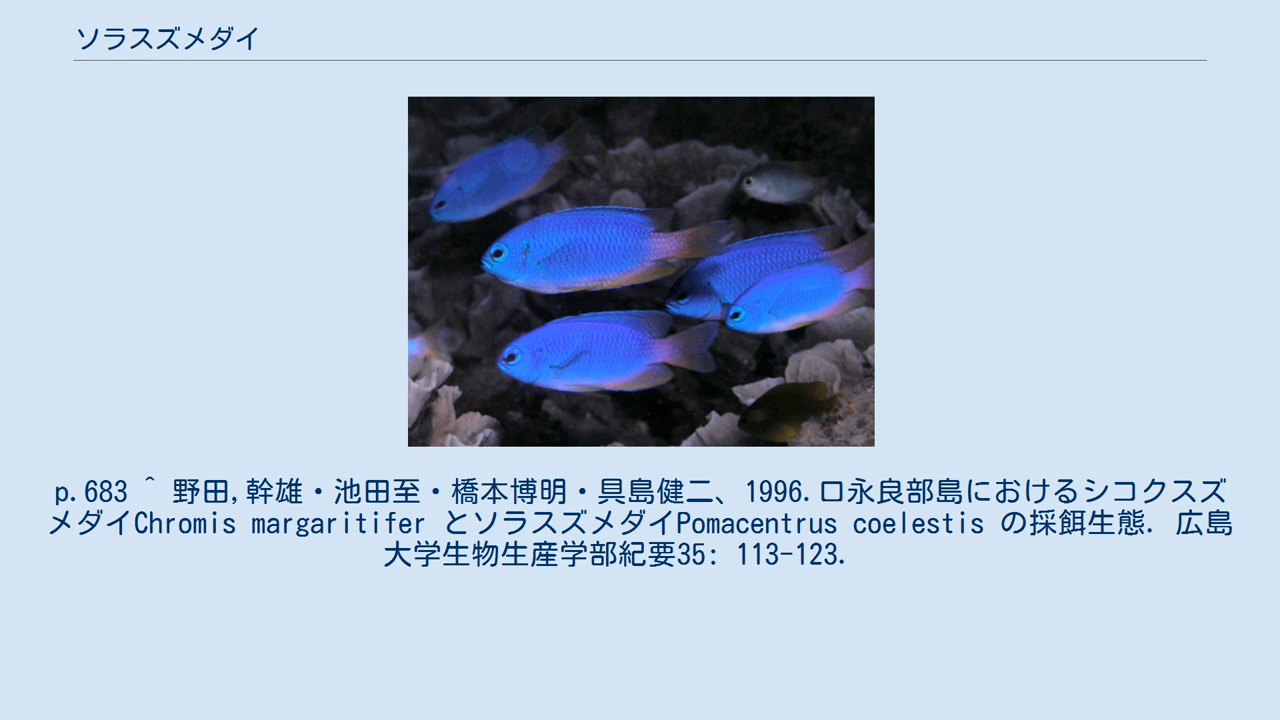 ソラスズメダイ
p.683 ^ 野田,幹雄・池田至・橋本博明・具島健二、1996.口永良部島におけるシコクスズ
メダイChromis margaritifer とソラスズメダイPomacentrus coelestis の採餌生態. 広島
大学生物生産学部紀要35: 113-123.